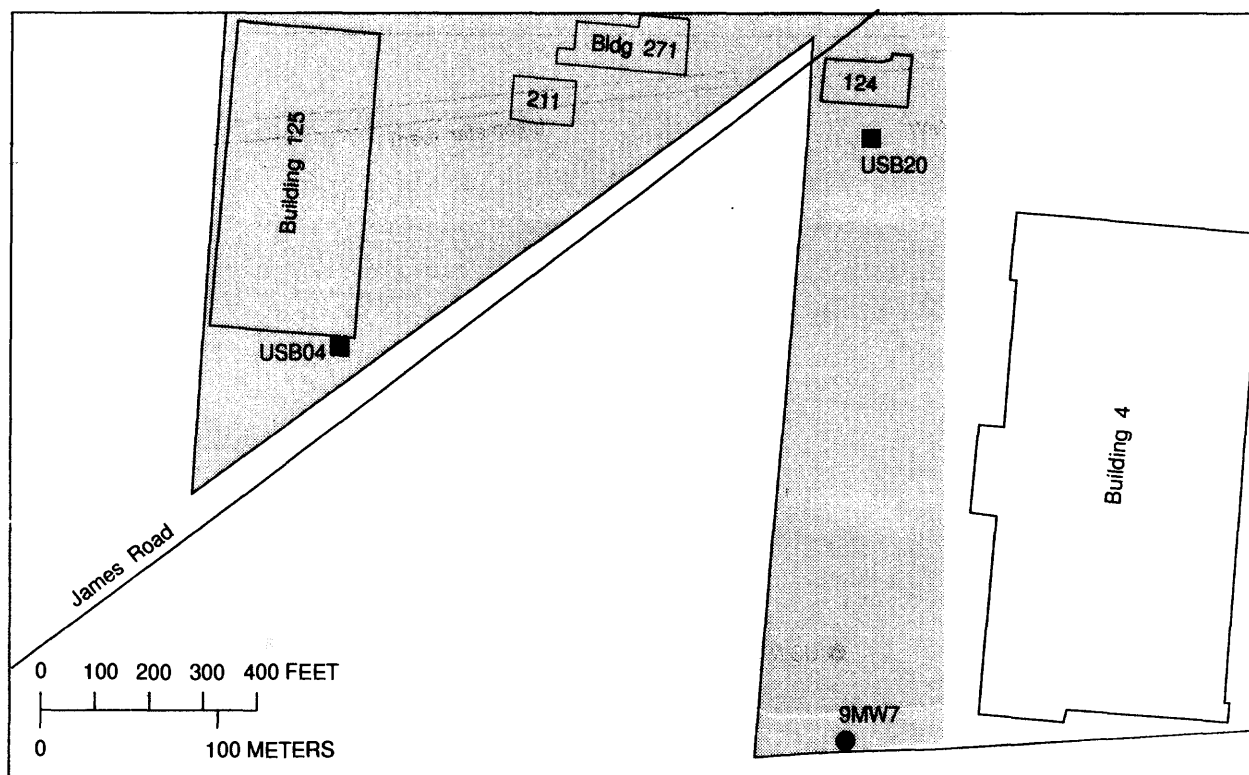 Bldg 271
211
124
Building 125
USB20
USB04
Building 4
James Road
0 100 200 300 400 FEET
0 100 METERS
9MW7